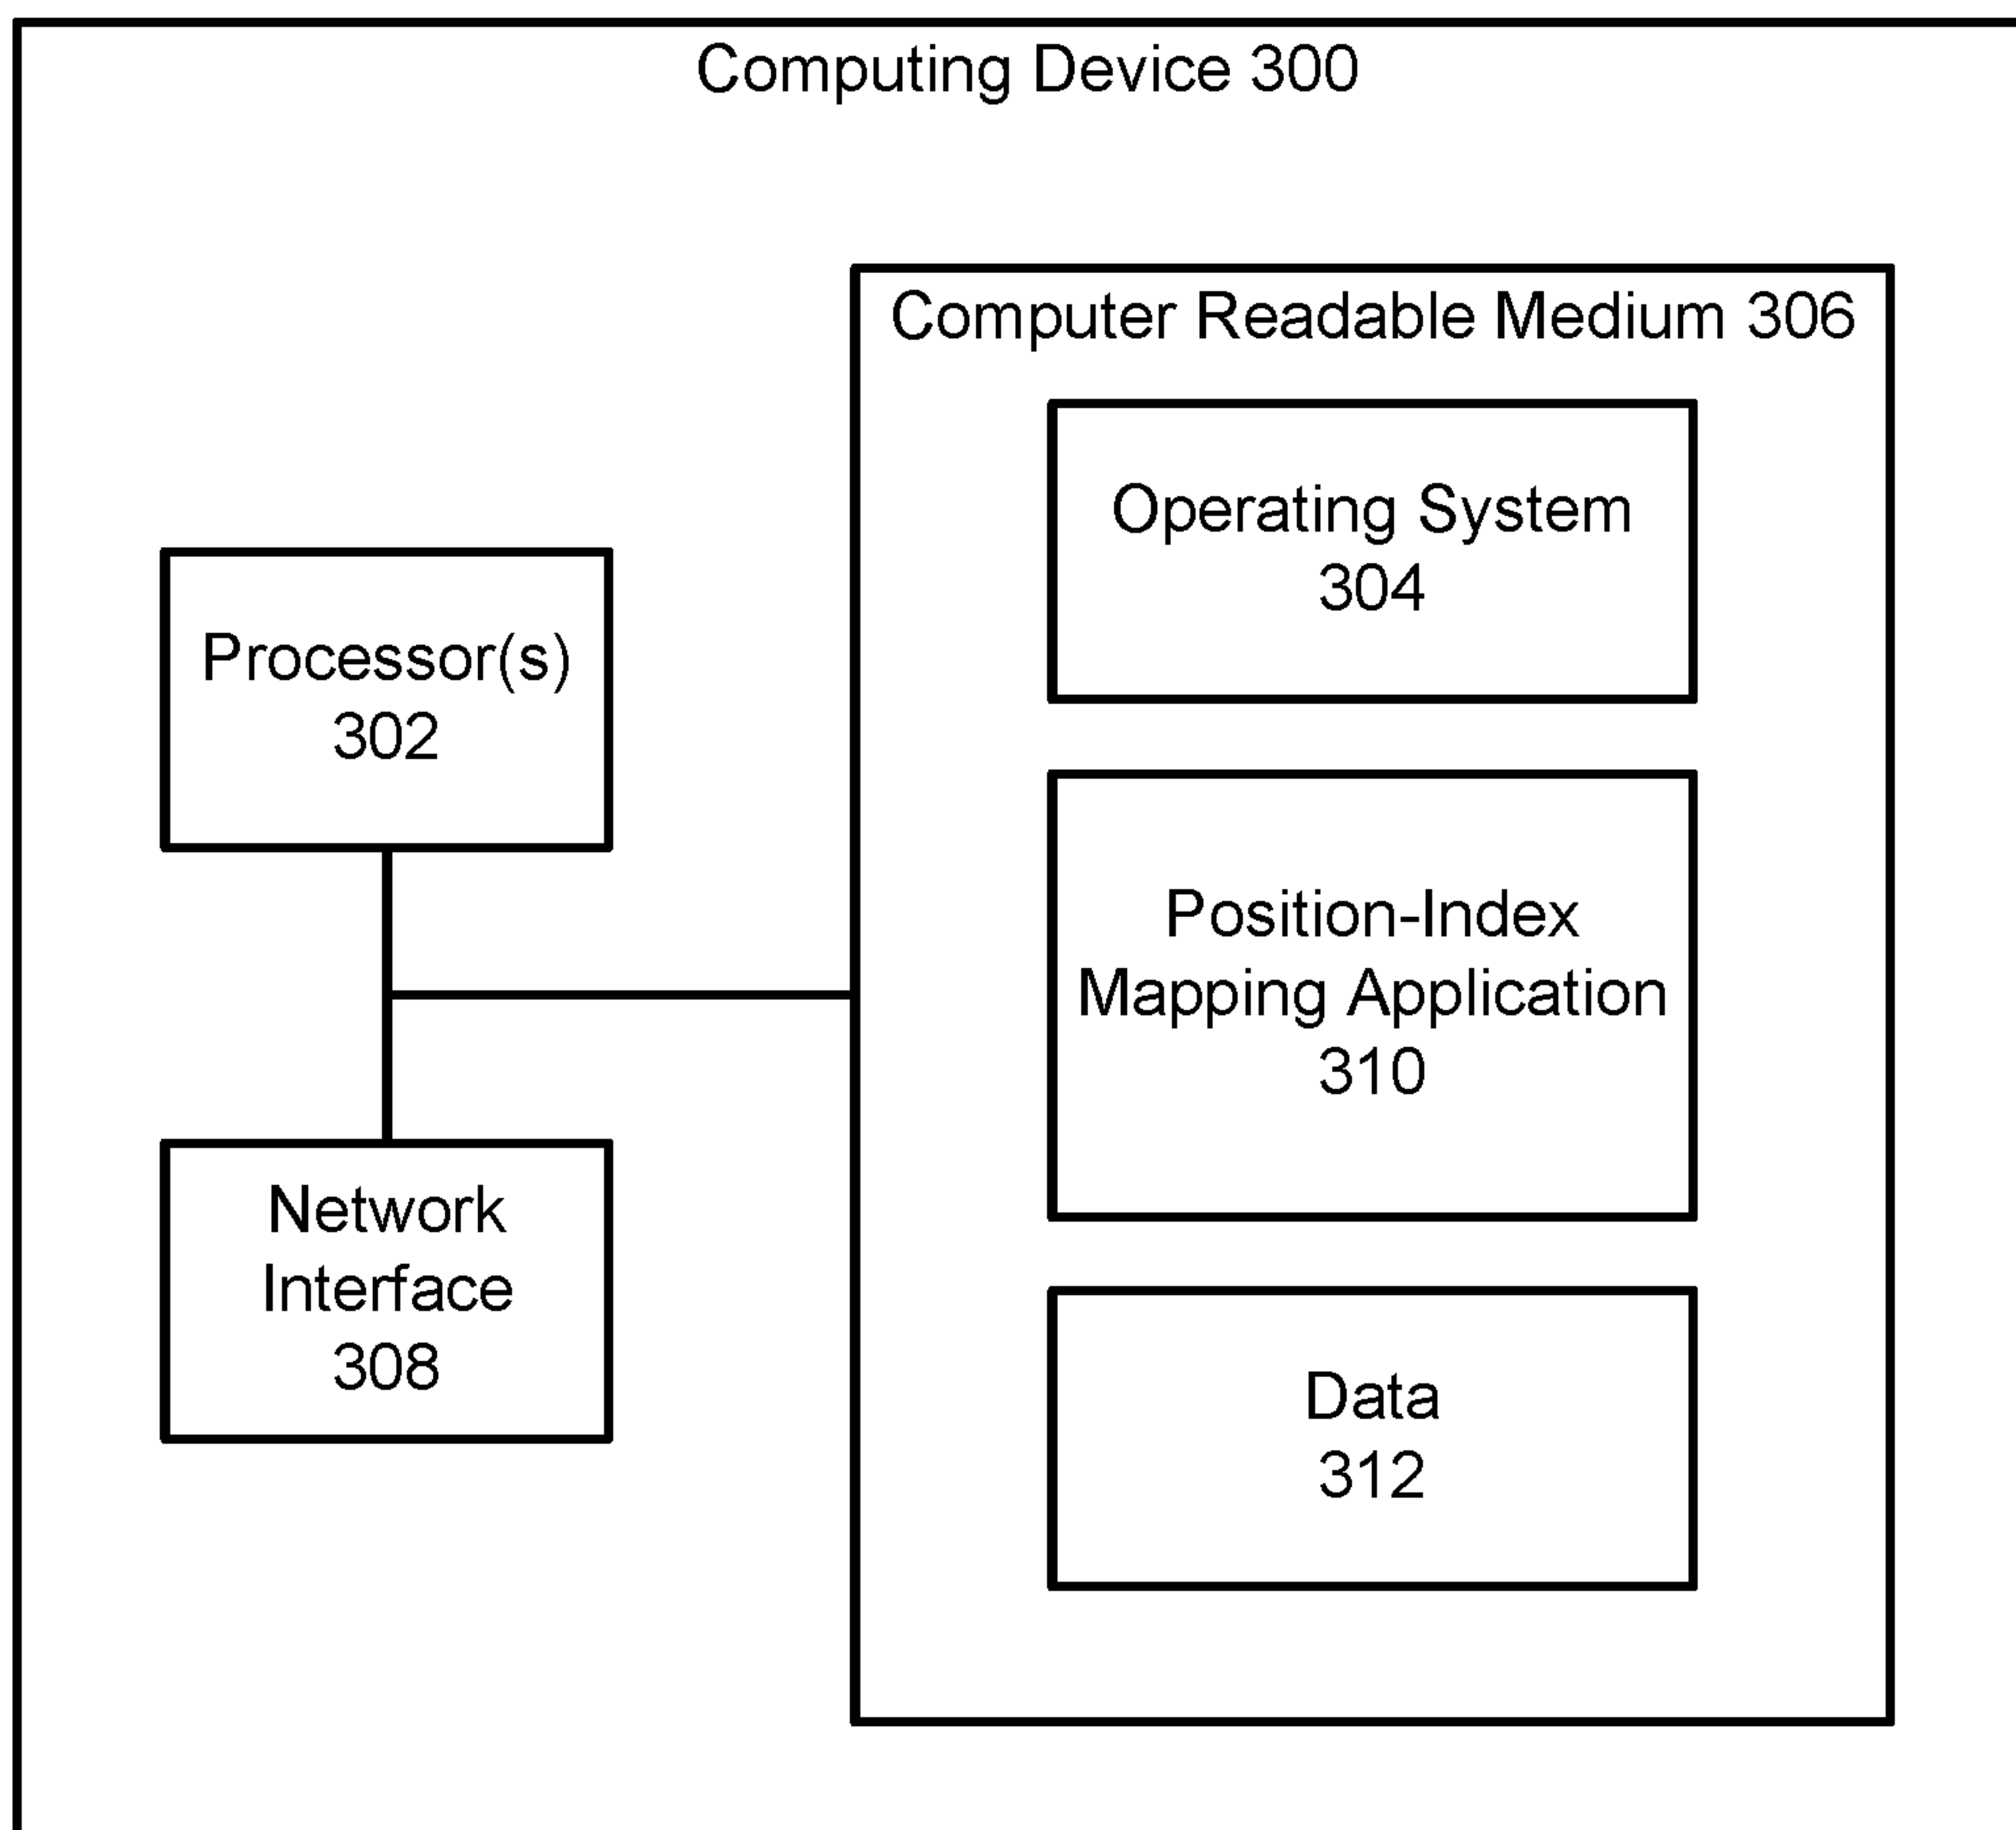 Computing Device 300
Computer Readable Medium 306
Operating System
304
Processor(s)
302
Position-Index
Mapping Application
310
Network
Interface
308
Data
312